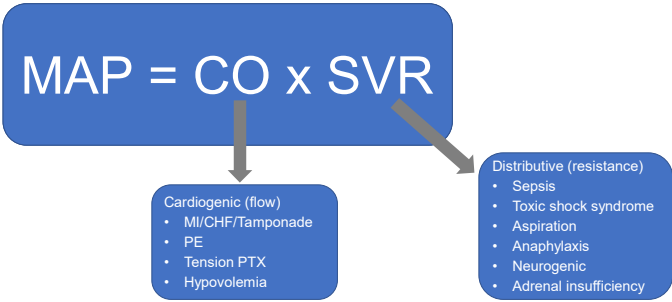 MAP = CO x SVR
Cardiogenic (flow)
• MI/CHF/Tamponade
• PE
• Tension PTX
• Hypovolemia
Distributive (resistance)
• Sepsis
• Toxic shock syndrome
• Aspiration
• Anaphylaxis
• Neurogenic
• Adrenal insufficiency